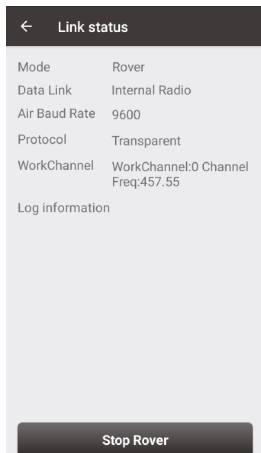 Link status
Mode Rover
Data Link Internal Radio
Air Baud Rate 9600
Protocol Transparent
WorkChannel WorkChannel:0 Channel
Freq:457.55
Log information
Stop Rover